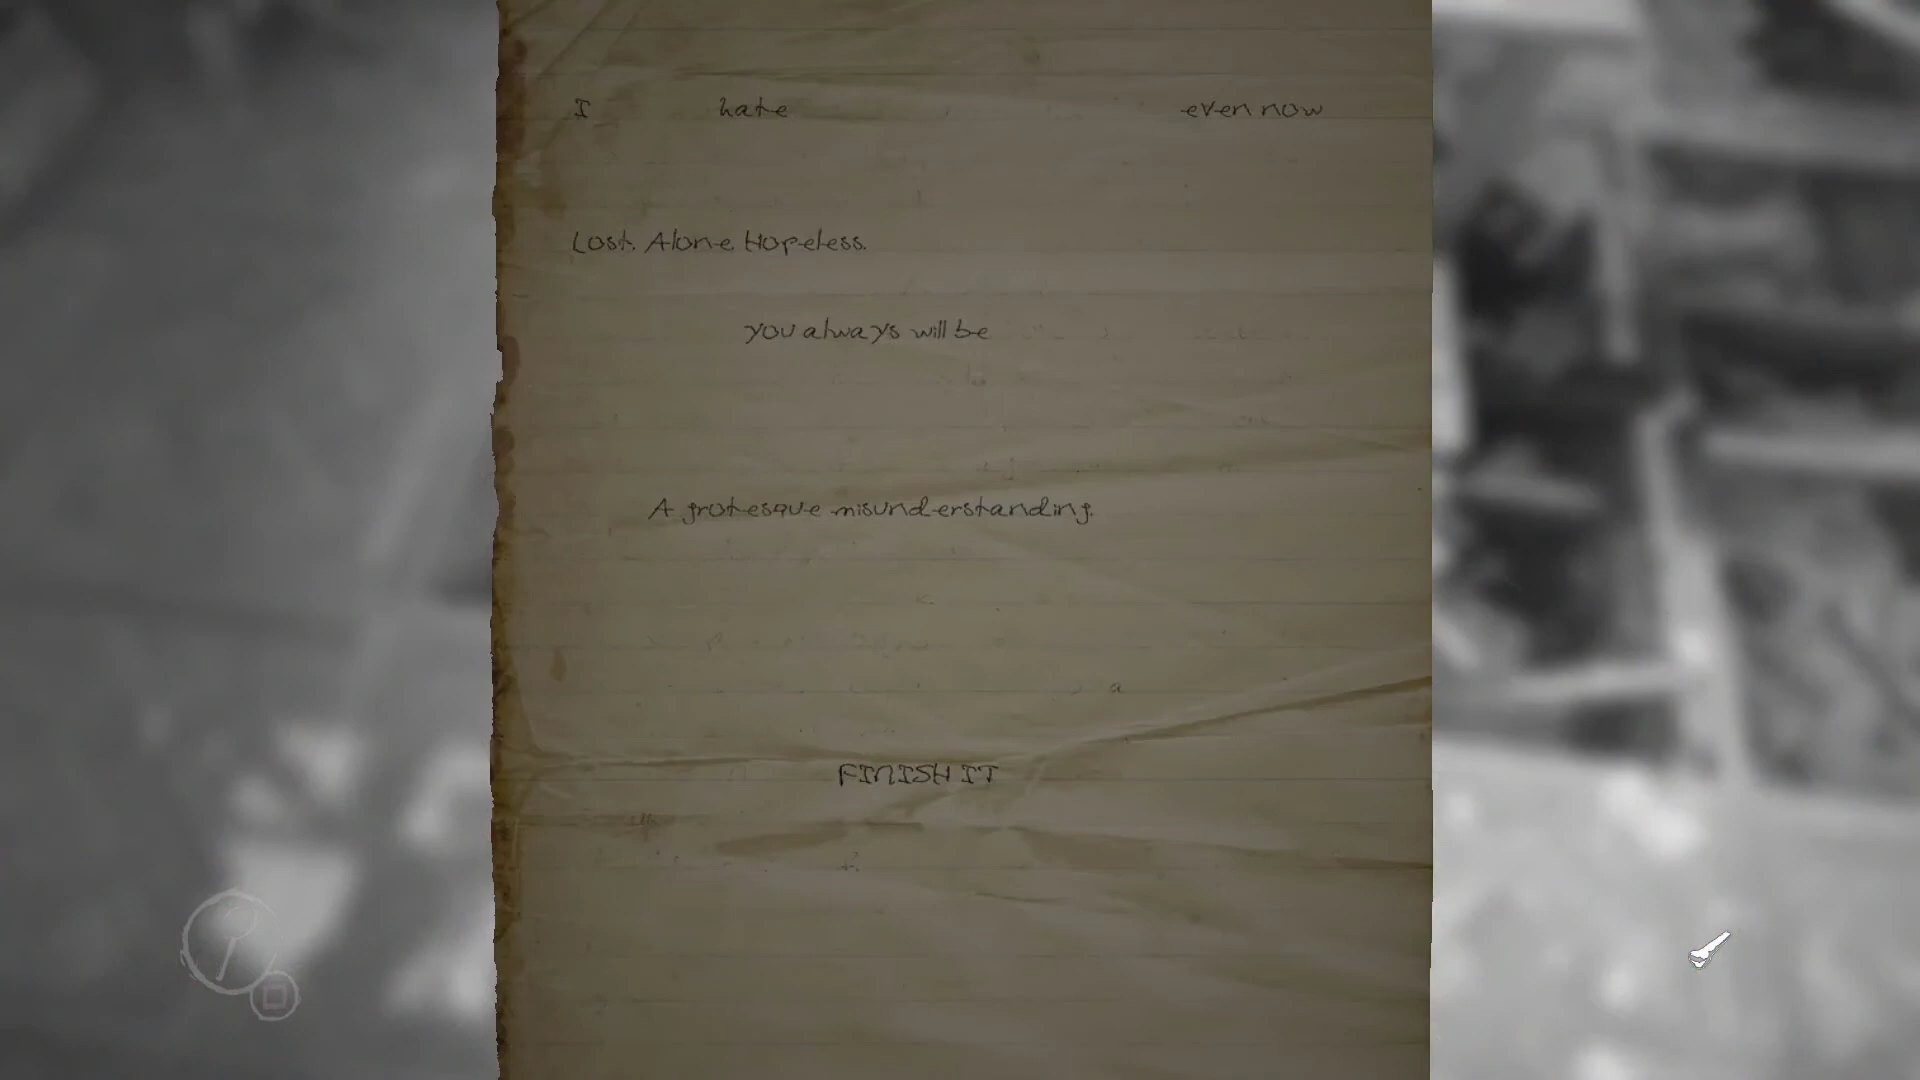 I hate even now
Lost. Alone. Hopeless.
you always will be
A grotesque misunderstanding.
a
FINISH IT